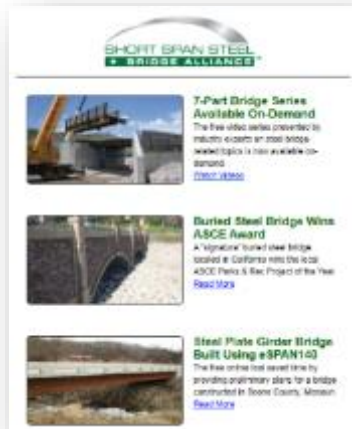 SHORT SPAN STEEL
BRIDGE ALLIANCE
7-Part Bridge Series
Available On-Demand
The free video series presented by
industry experts on steel bridge
related topics is now available on-
demand.
Watch Videos
Buried Steel Bridge Wins
ASCE Award
A "signature" buried steel bridge
located in California wins the local
ASCE Parks & Rec Project of the Year.
Read More
Steel Plate Girder Bridge
Built Using eSPAN140
The free online tool saved time by
providing preliminary plans for a bridge
constructed in Boone County, Missouri.
Read More